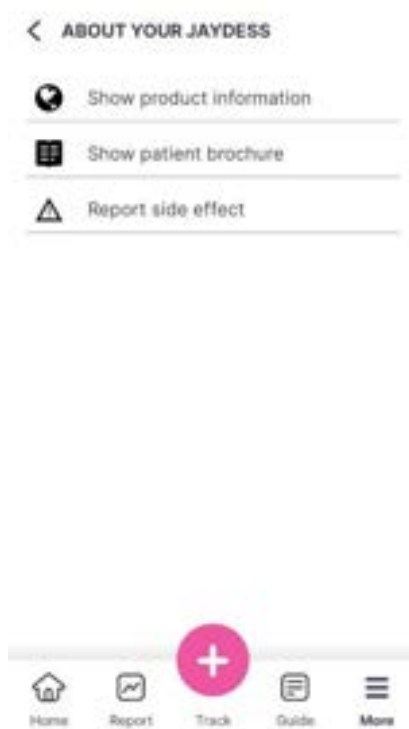 ABOUT YOUR JAYDESS
Show product information
Show patient brochure
Report side effect
Home Report Track Guide More